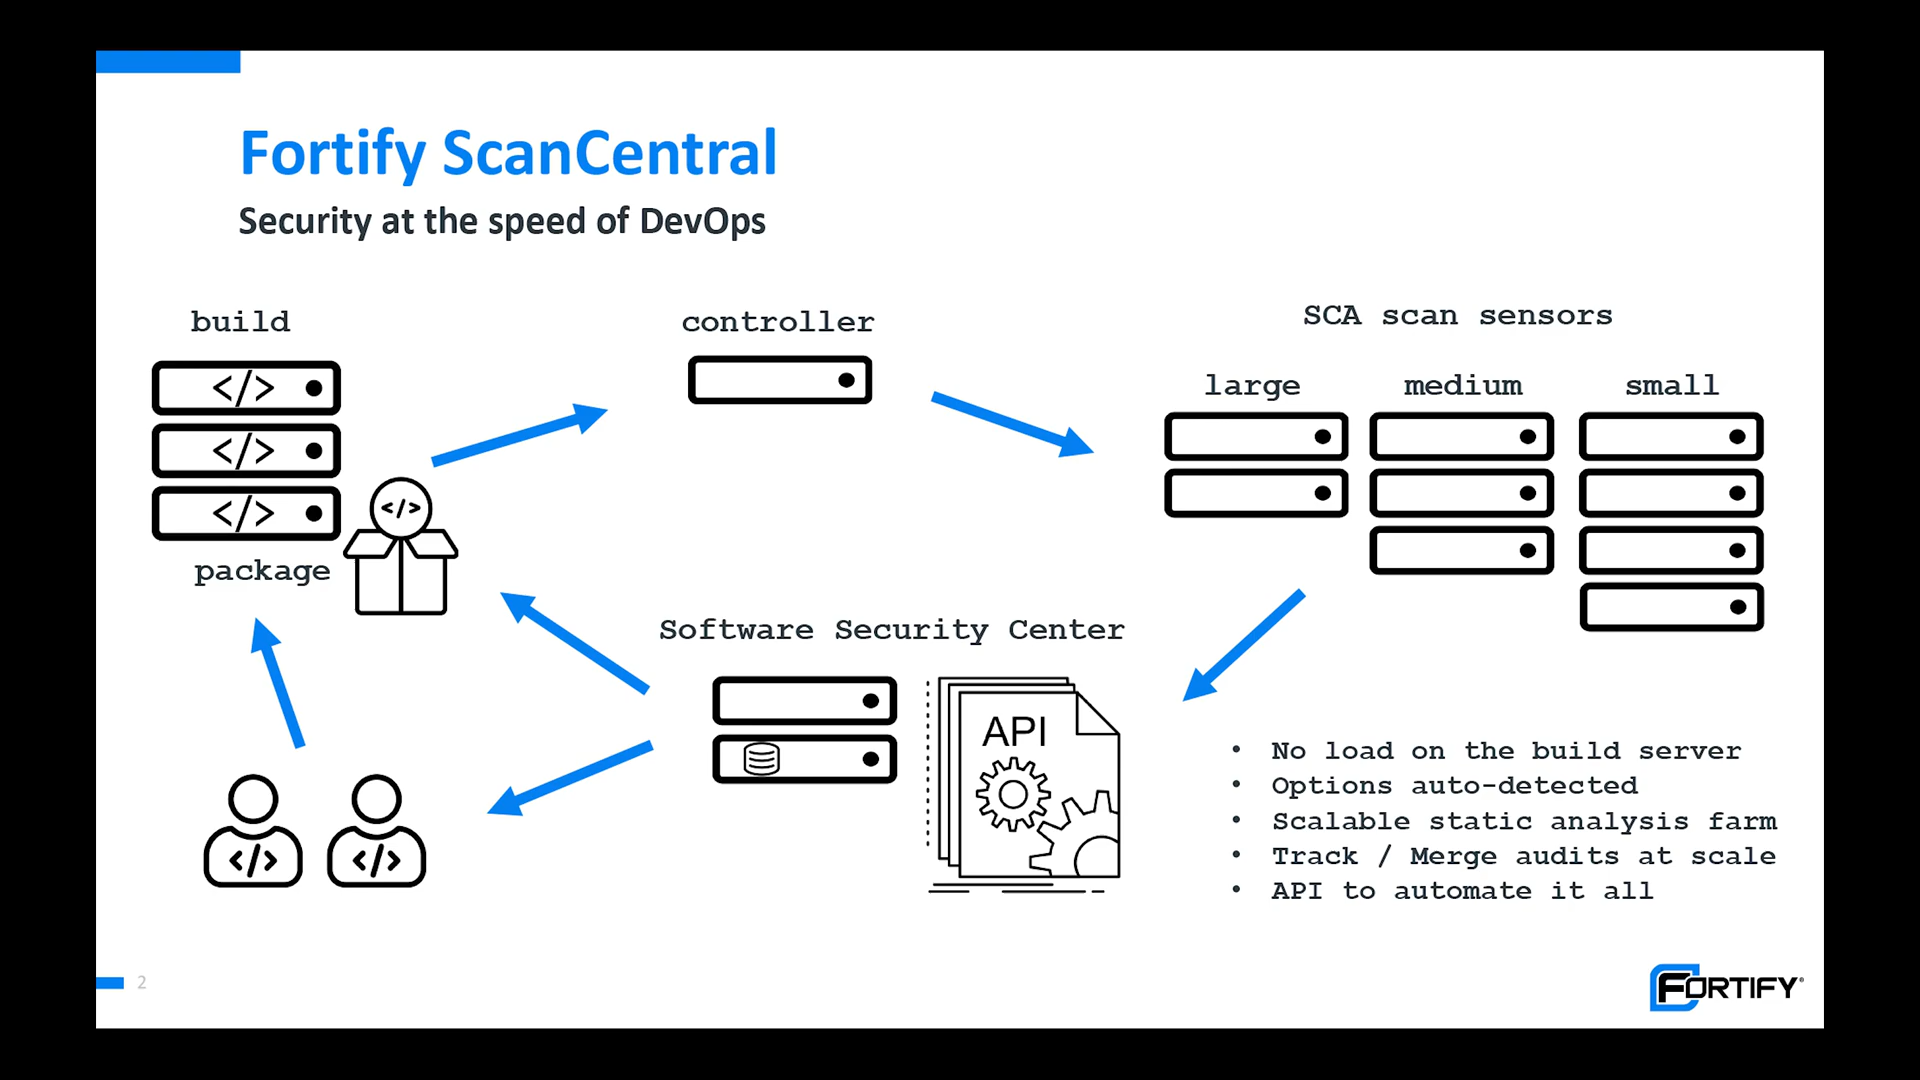 Fortify ScanCentral
Security at the speed of DevOps
build
</>
</>
</>
package
</>
controller
SCA scan sensors
large
medium
small
Software Security Center
API
</>
</>
• No load on the build server
• Options auto-detected
• Scalable static analysis farm
• Track / Merge audits at scale
• API to automate it all
2
FORTIFY